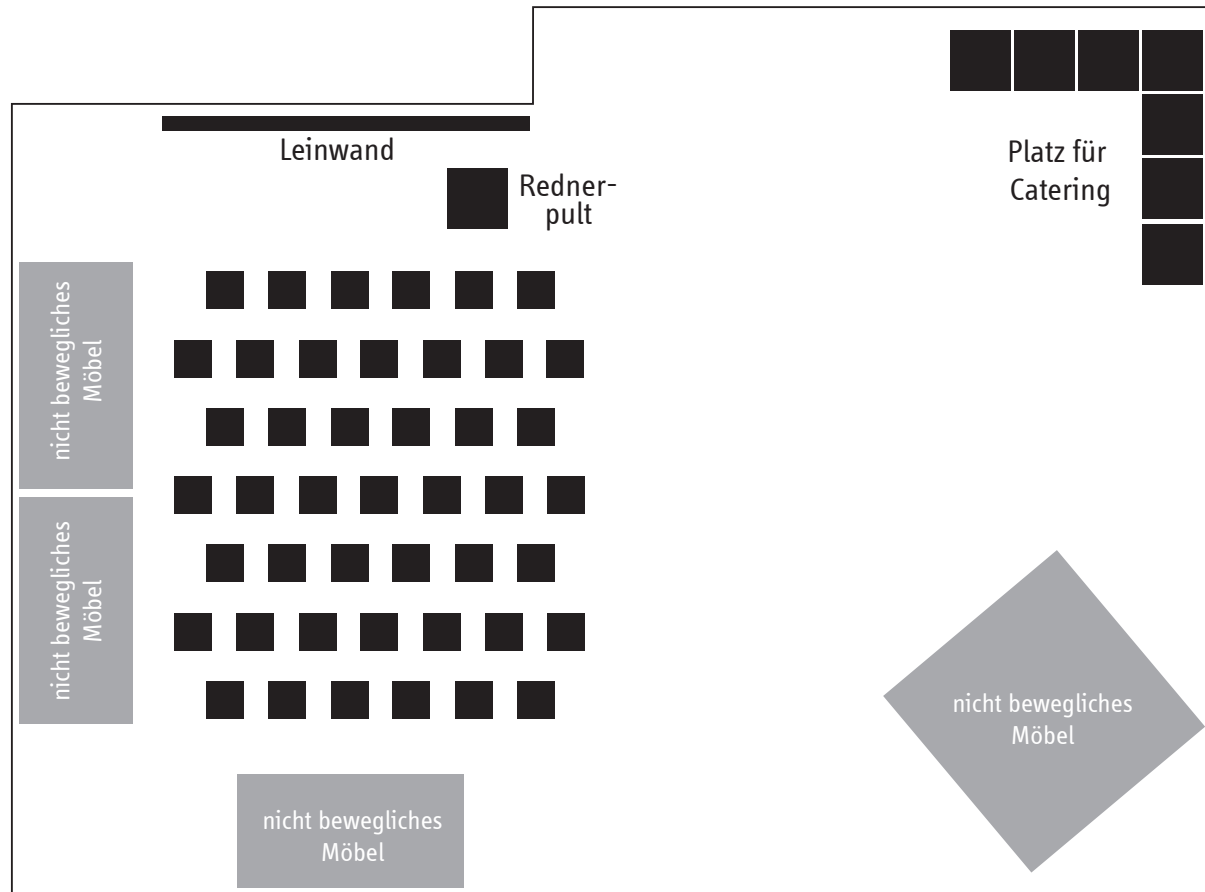 Leinwand
Redner-
pult
Platz für
Catering
nicht bewegliches
Möbel
nicht bewegliches
Möbel
nicht bewegliches
Möbel
nicht bewegliches
Möbel